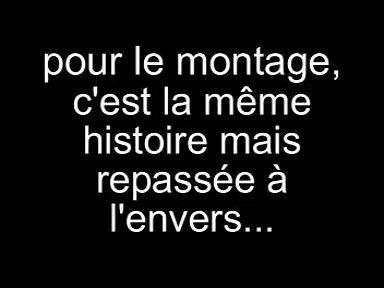 pour le montage,
c'est la même
histoire mais
repassée à
l'envers...